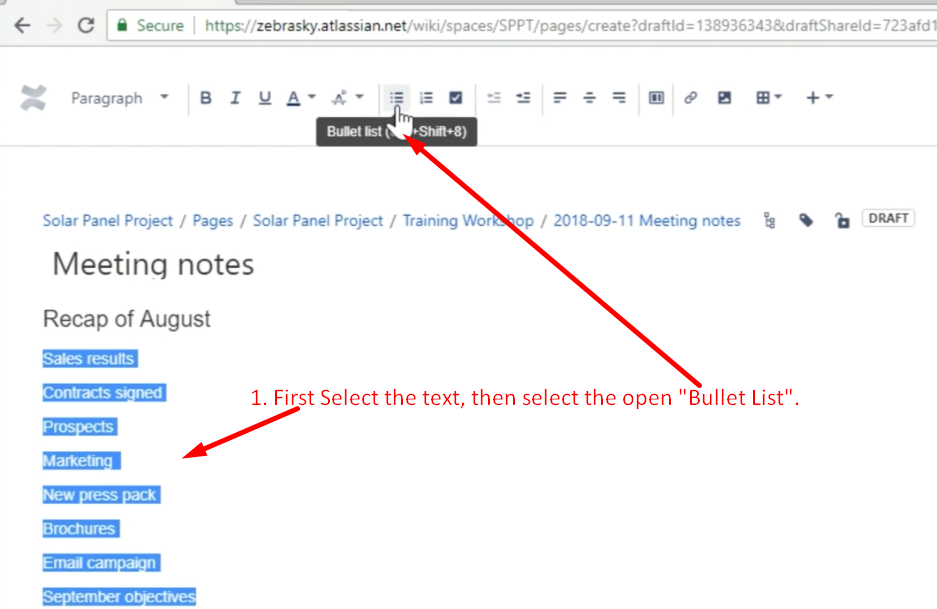 Secure https://zebrasky.atlassian.net/wiki/spaces/SPPT/pages/create?draftId=138936343&draftShareId=723afd1
Paragraph B I U A
Bullet list ( +Shift+8)
Solar Panel Project / Pages / Solar Panel Project / Training Workshop / 2018-09-11 Meeting notes DRAFT
Meeting notes
Recap of August
Sales results
Contracts signed
1. First Select the text, then select the open "Bullet List".
Prospects
Marketing
New press pack
Brochures
Email campaign
September objectives